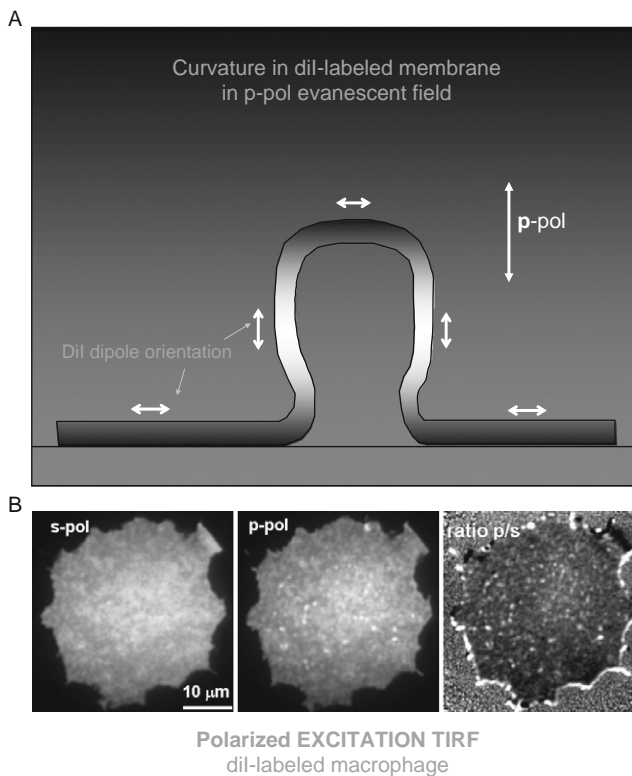 A
Curvature in diI-labeled membrane
in p-pol evanescent field
p-pol
DiI dipole orientation
B
s-pol
p-pol
ratio p/s
10 μm
Polarized EXCITATION TIRF
diI-labeled macrophage